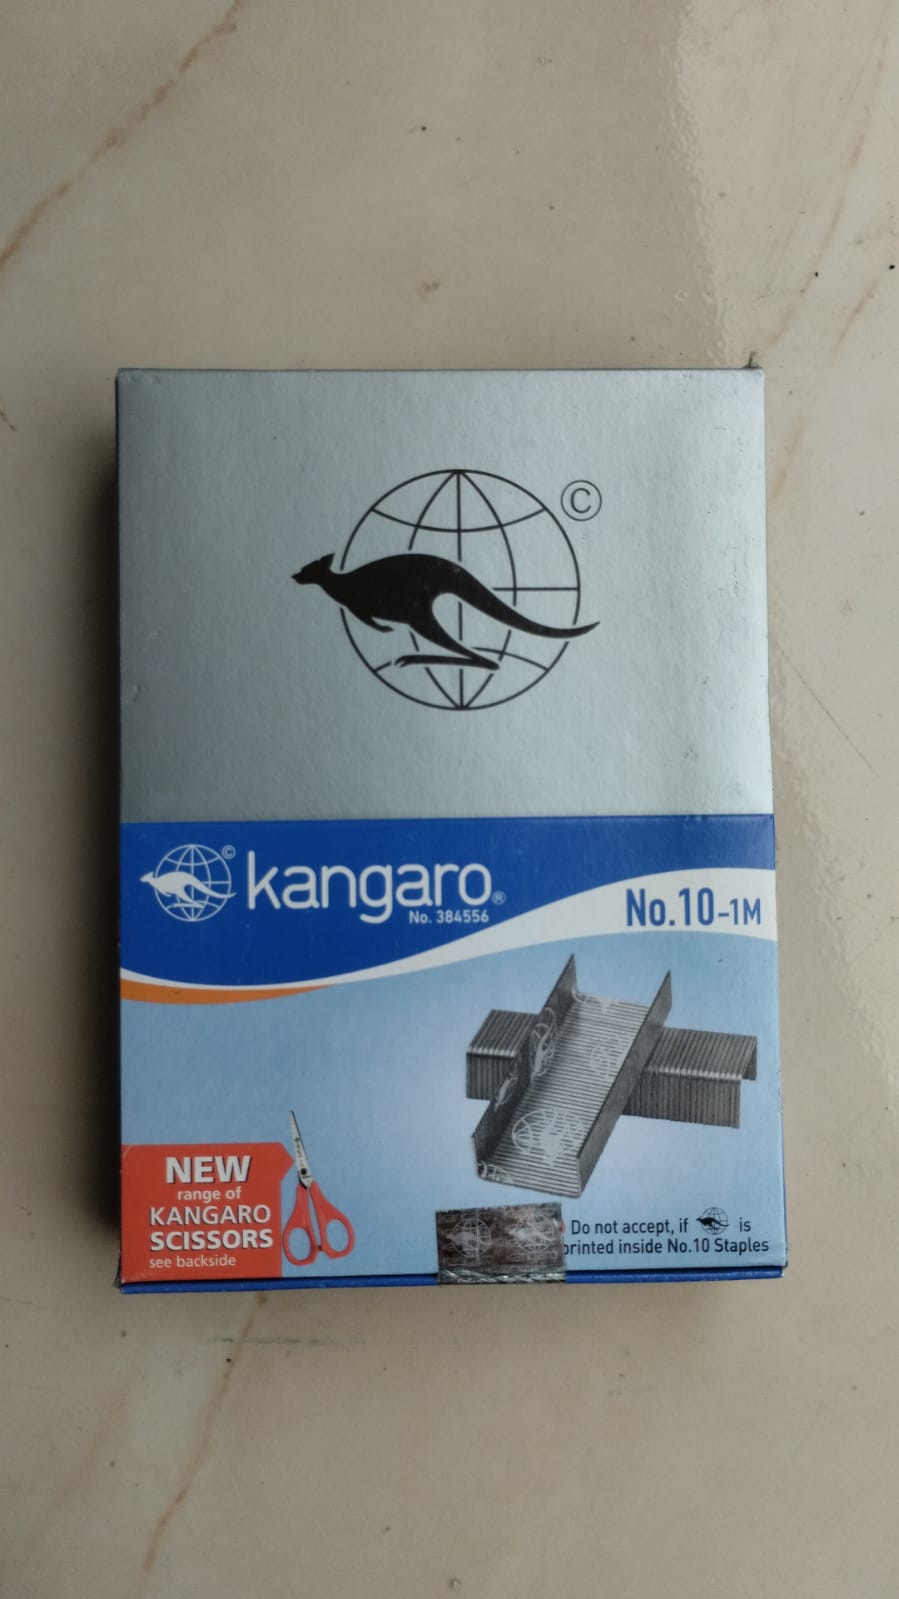 ©
©
kangaro®
No. 384556
No.10-1M
NEW
range of
KANGARO
SCISSORS
see backside
Do not accept, if is
printed inside No.10 Staples